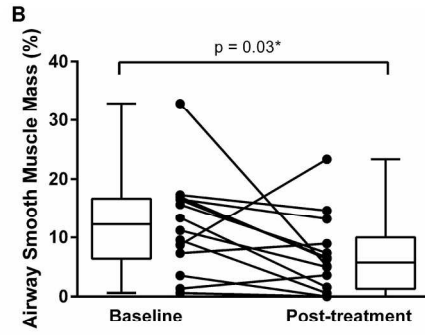 B
p = 0.03*
Airway Smooth Muscle Mass (%)
40
30
20
10
0
Baseline Post-treatment